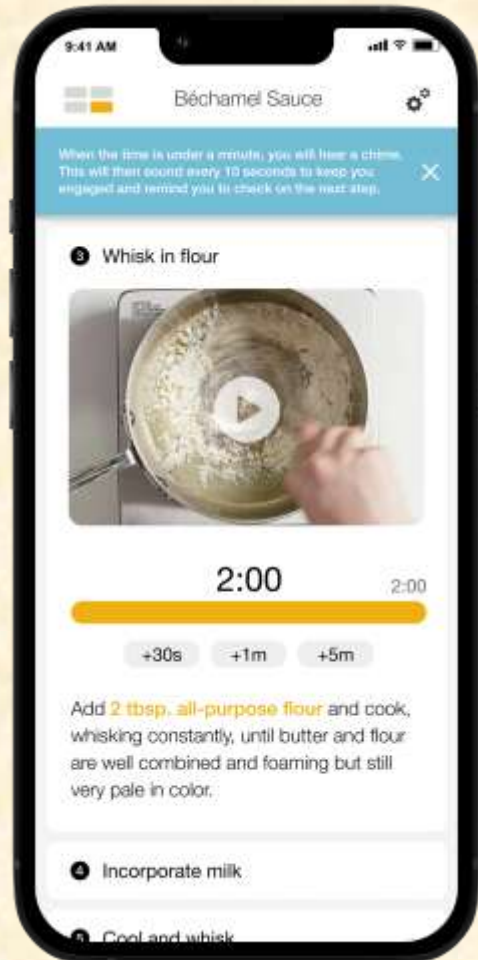 9:41 AM
Béchamel Sauce
When the time is under a minute, you will hear a chime.
This will then sound every 10 seconds to keep you
engaged and remind you to check on the next step.
3 Whisk in flour
2:00
2:00
+30s +1m +5m
Add 2 tbsp. all-purpose flour and cook,
whisking constantly, until butter and flour
are well combined and foaming but still
very pale in color.
4 Incorporate milk
5 Cool and whisk